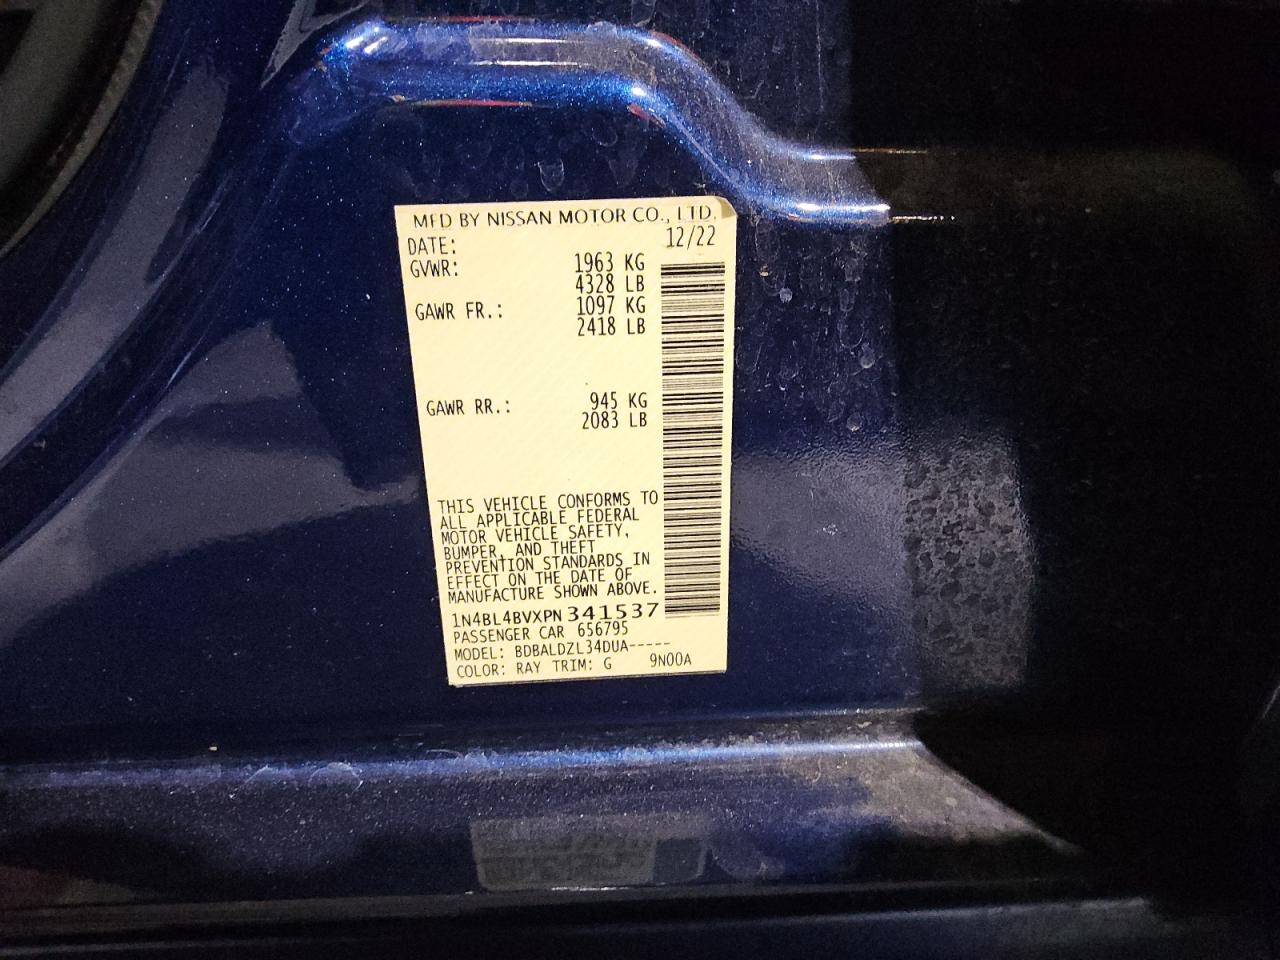 MFD BY NISSAN MOTOR CO., LTD.
DATE: 12/22
GVWR: 1963 KG
4328 LB
GAWR FR.: 1097 KG
2418 LB
GAWR RR.: 945 KG
2083 LB
THIS VEHICLE CONFORMS TO
ALL APPLICABLE FEDERAL
MOTOR VEHICLE SAFETY,
BUMPER, AND THEFT
PREVENTION STANDARDS IN
EFFECT ON THE DATE OF
MANUFACTURE SHOWN ABOVE.
1N4BL4BVXPN341537
PASSENGER CAR 656795
MODEL: BDBALDZL34DUA-----
COLOR: RAY TRIM: G 9N00A